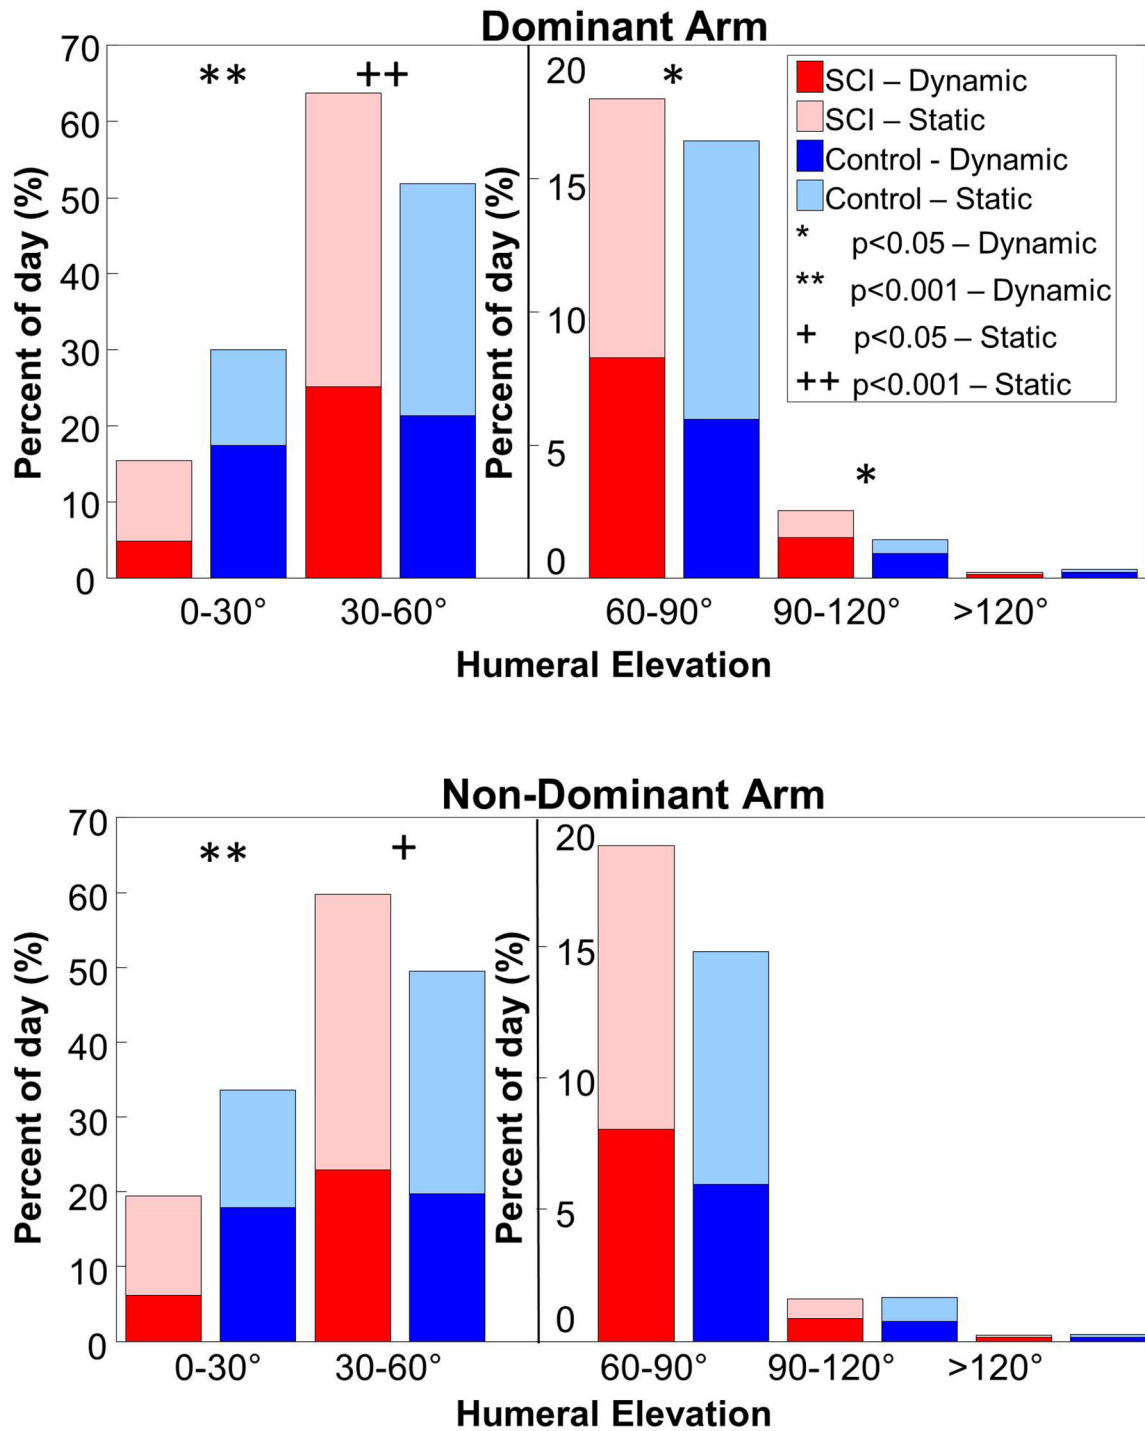 Dominant Arm
70
60
50
40
30
20
10
0
Percent of day (%)
** ++
20
15
10
5
0
Percent of day (%)
*
*
SCI – Dynamic
SCI – Static
Control - Dynamic
Control – Static
* p<0.05 – Dynamic
** p<0.001 – Dynamic
+ p<0.05 – Static
++ p<0.001 – Static
0-30° 30-60° 60-90° 90-120° >120°
Humeral Elevation
Non-Dominant Arm
70
60
50
40
30
20
10
0
Percent of day (%)
** +
20
15
10
5
0
Percent of day (%)
0-30° 30-60° 60-90° 90-120° >120°
Humeral Elevation